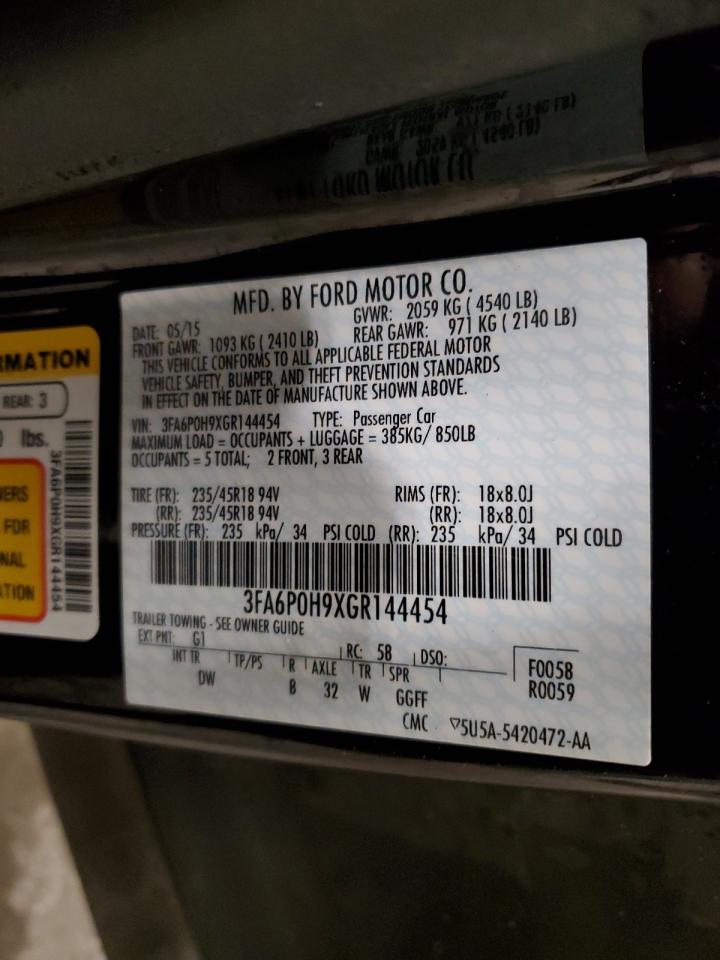 MFD. BY FORD MOTOR CO.
DATE: 05/15 GVWR: 2059 KG ( 4540 LB)
FRONT GAWR: 1093 KG ( 2410 LB) REAR GAWR: 971 KG ( 2140 LB)
THIS VEHICLE CONFORMS TO ALL APPLICABLE FEDERAL MOTOR
VEHICLE SAFETY, BUMPER, AND THEFT PREVENTION STANDARDS
IN EFFECT ON THE DATE OF MANUFACTURE SHOWN ABOVE.
VIN: 3FA6P0H9XGR144454 TYPE: Passenger Car
MAXIMUM LOAD = OCCUPANTS + LUGGAGE = 385KG/ 850LB
OCCUPANTS = 5 TOTAL; 2 FRONT, 3 REAR
TIRE (FR): 235/45R18 94V RIMS (FR): 18x8.0J
(RR): 235/45R18 94V (RR): 18x8.0J
PRESSURE (FR): 235 kPa/ 34 PSI COLD (RR): 235 kPa/ 34 PSI COLD
3FA6P0H9XGR144454
TRAILER TOWING - SEE OWNER GUIDE
EXT PNT: G1 RC: 58 DSO:
INT TR TP/PS R AXLE TR SPR
DW B 32 W GGFF
F0058
R0059
CMC ▽5U5A-5420472-AA
RMATION
REAR: 3
lbs.
3FA6P0H9XGR144454
FOR